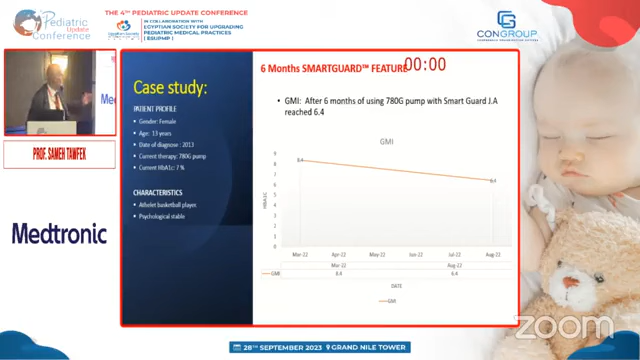 Pediatric
Update
Conference
THE 4TH PEDIATRIC UPDATE CONFERENCE
IN COLLABORATION WITH
EGYPTIAN SOCIETY FOR UPGRADING
PEDIATRIC MEDICAL PRACTICES
( ESUPMP )
CONGROUP
PROF. SAMEH TAWFEK
Medtronic
Case study:
PATIENT PROFILE
• Gender: Female
• Age: 13 years
• Date of diagnose : 2013
• Current therapy: 780G pump
• Current HbA1c: 7 %
CHARACTERISTICS
• Athelet basketball player.
• Psychological stable
6 Months SMARTGUARD™ FEATURE
00:00
• GMI: After 6 months of using 780G pump with Smart Guard J.A
reached 6.4
GMI
HBA1C
9
8
7
6
5
4
3
2
1
0
8.4
6.4
Mar-22 Apr-22 May-22 Jun-22 Jul-22 Aug-22
Mar-22 Aug-22
GMI 8.4 6.4
DATE
GMI
zoom
28TH SEPTEMBER 2023 GRAND NILE TOWER